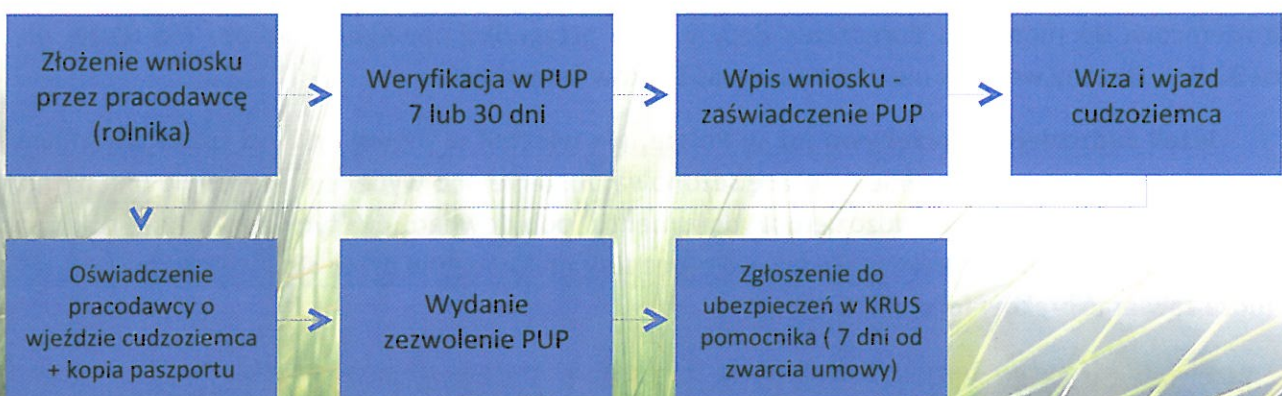 Złożenie wniosku
przez pracodawcę
(rolnika)
Weryfikacja w PUP
7 lub 30 dni
Wpis wniosku -
zaświadczenie PUP
Wiza i wjazd
cudzoziemca
Oświadczenie
pracodawcy o
wjeździe cudzoziemca
+ kopia paszportu
Wydanie
zezwolenie PUP
Zgłoszenie do
ubezpieczeń w KRUS
pomocnika ( 7 dni od
zwarcia umowy)